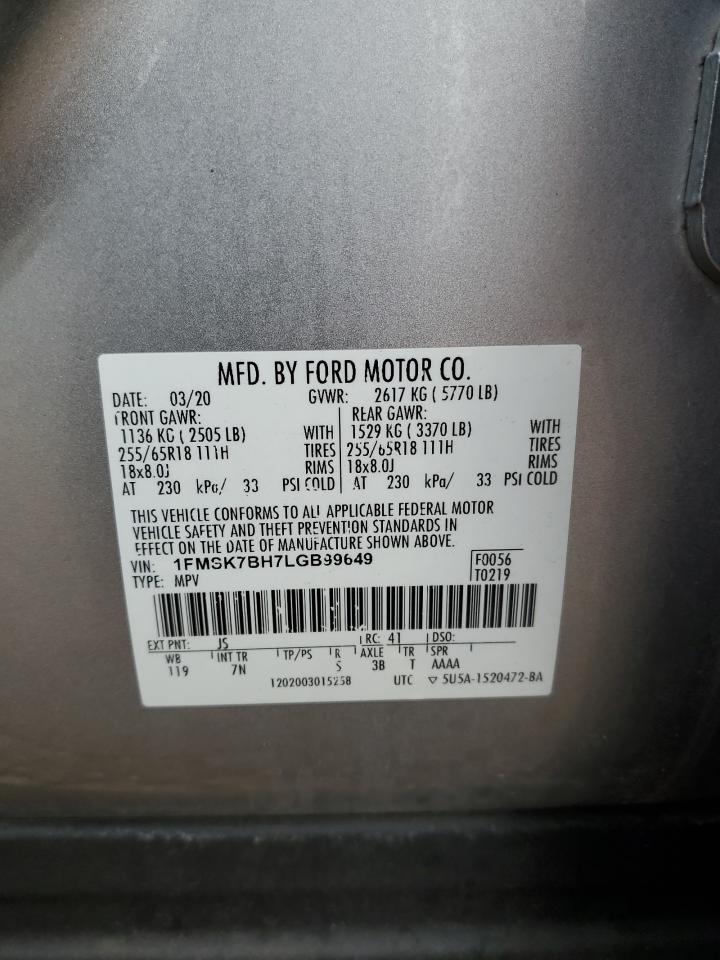 MFD. BY FORD MOTOR CO.
DATE: 03/20 GVWR: 2617 KG ( 5770 LB)
FRONT GAWR: REAR GAWR:
1136 KG ( 2505 LB) WITH 1529 KG ( 3370 LB) WITH
255/65R18 111H TIRES 255/65R18 111H TIRES
18x8.0J RIMS 18x8.0J RIMS
AT 230 kPa/ 33 PSI COLD AT 230 kPa/ 33 PSI COLD
THIS VEHICLE CONFORMS TO ALL APPLICABLE FEDERAL MOTOR
VEHICLE SAFETY AND THEFT PREVENTION STANDARDS IN
EFFECT ON THE DATE OF MANUFACTURE SHOWN ABOVE.
VIN: 1FMSK7BH7LGB99649 F0056
TYPE: MPV T0219
EXT PNT: JS RC: 41 DSO:
WB INT TR TP/PS R AXLE TR SPR
119 7N S 3B T AAAA
1202003015258 UTC ▽ 5U5A-1520472-BA